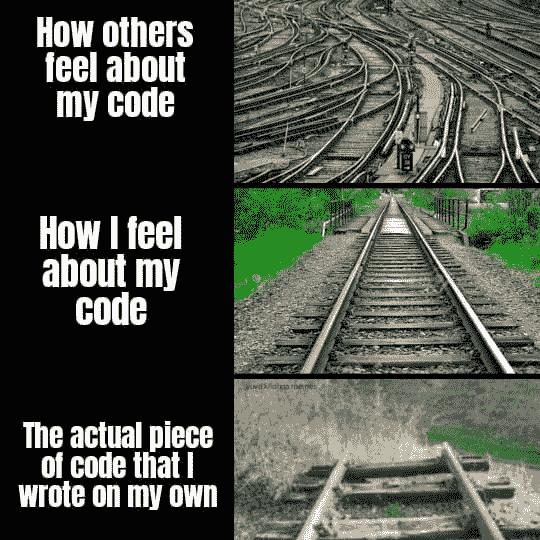 How others
feel about
my code
How I feel
about my
code
The actual piece
of code that I
wrote on my own